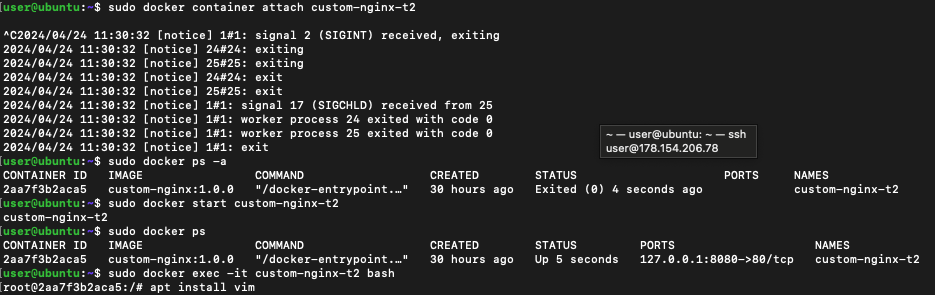 [user@ubuntu:~$ sudo docker container attach custom-nginx-t2
^C2024/04/24 11:30:32 [notice] 1#1: signal 2 (SIGINT) received, exiting
2024/04/24 11:30:32 [notice] 24#24: exiting
2024/04/24 11:30:32 [notice] 25#25: exiting
2024/04/24 11:30:32 [notice] 24#24: exit
2024/04/24 11:30:32 [notice] 25#25: exit
2024/04/24 11:30:32 [notice] 1#1: signal 17 (SIGCHLD) received from 25
2024/04/24 11:30:32 [notice] 1#1: worker process 24 exited with code 0
2024/04/24 11:30:32 [notice] 1#1: worker process 25 exited with code 0
2024/04/24 11:30:32 [notice] 1#1: exit
~ — user@ubuntu: ~ — ssh
user@178.154.206.78
[user@ubuntu:~$ sudo docker ps -a
CONTAINER ID IMAGE COMMAND CREATED STATUS PORTS NAMES
2aa7f3b2aca5 custom-nginx:1.0.0 "/docker-entrypoint.…" 30 hours ago Exited (0) 4 seconds ago custom-nginx-t2
[user@ubuntu:~$ sudo docker start custom-nginx-t2
custom-nginx-t2
[user@ubuntu:~$ sudo docker ps
CONTAINER ID IMAGE COMMAND CREATED STATUS PORTS NAMES
2aa7f3b2aca5 custom-nginx:1.0.0 "/docker-entrypoint.…" 30 hours ago Up 5 seconds 127.0.0.1:8080->80/tcp custom-nginx-t2
[user@ubuntu:~$ sudo docker exec -it custom-nginx-t2 bash
[root@2aa7f3b2aca5:/# apt install vim